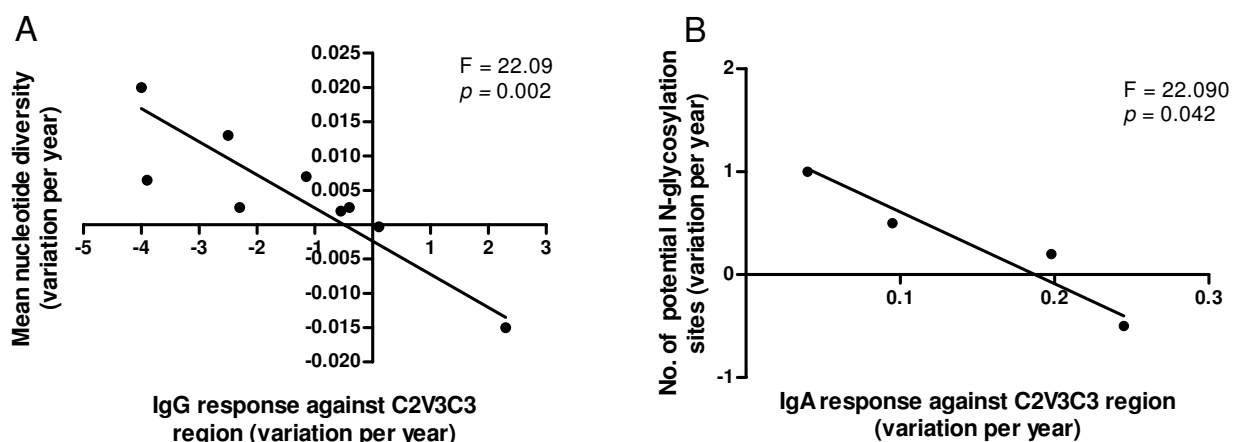 A
Mean nucleotide diversity
(variation per year)
0.025
0.020
0.015
0.010
0.005
0.000
-0.005
-0.010
-0.015
-0.020
-5 -4 -3 -2 -1 1 2 3
F = 22.09
p = 0.002
IgG response against C2V3C3
region (variation per year)
B
No. of potential N-glycosylation
sites (variation per year)
2
1
0
-1
0.1 0.2 0.3
F = 22.090
p = 0.042
IgA response against C2V3C3 region
(variation per year)